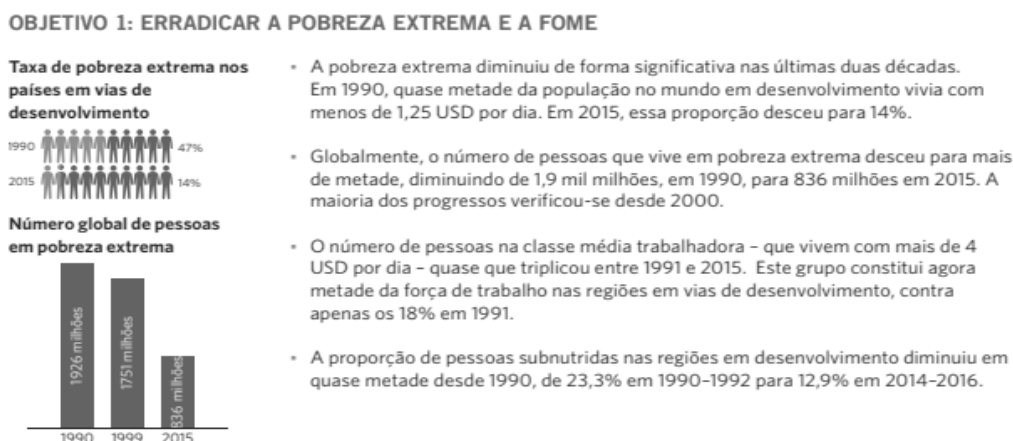 OBJETIVO 1: ERRADICAR A POBREZA EXTREMA E A FOME
Taxa de pobreza extrema nos
países em vias de
desenvolvimento
1990 47%
2015 14%
Número global de pessoas
em pobreza extrema
1926 milhões
1751 milhões
836 milhões
1990 1999 2015
• A pobreza extrema diminuiu de forma significativa nas últimas duas décadas.
Em 1990, quase metade da população no mundo em desenvolvimento vivia com
menos de 1,25 USD por dia. Em 2015, essa proporção desceu para 14%.
• Globalmente, o número de pessoas que vive em pobreza extrema desceu para mais
de metade, diminuindo de 1,9 mil milhões, em 1990, para 836 milhões em 2015. A
maioria dos progressos verificou-se desde 2000.
• O número de pessoas na classe média trabalhadora – que vivem com mais de 4
USD por dia – quase que triplicou entre 1991 e 2015. Este grupo constitui agora
metade da força de trabalho nas regiões em vias de desenvolvimento, contra
apenas os 18% em 1991.
• A proporção de pessoas subnutridas nas regiões em desenvolvimento diminuiu em
quase metade desde 1990, de 23,3% em 1990–1992 para 12,9% em 2014–2016.